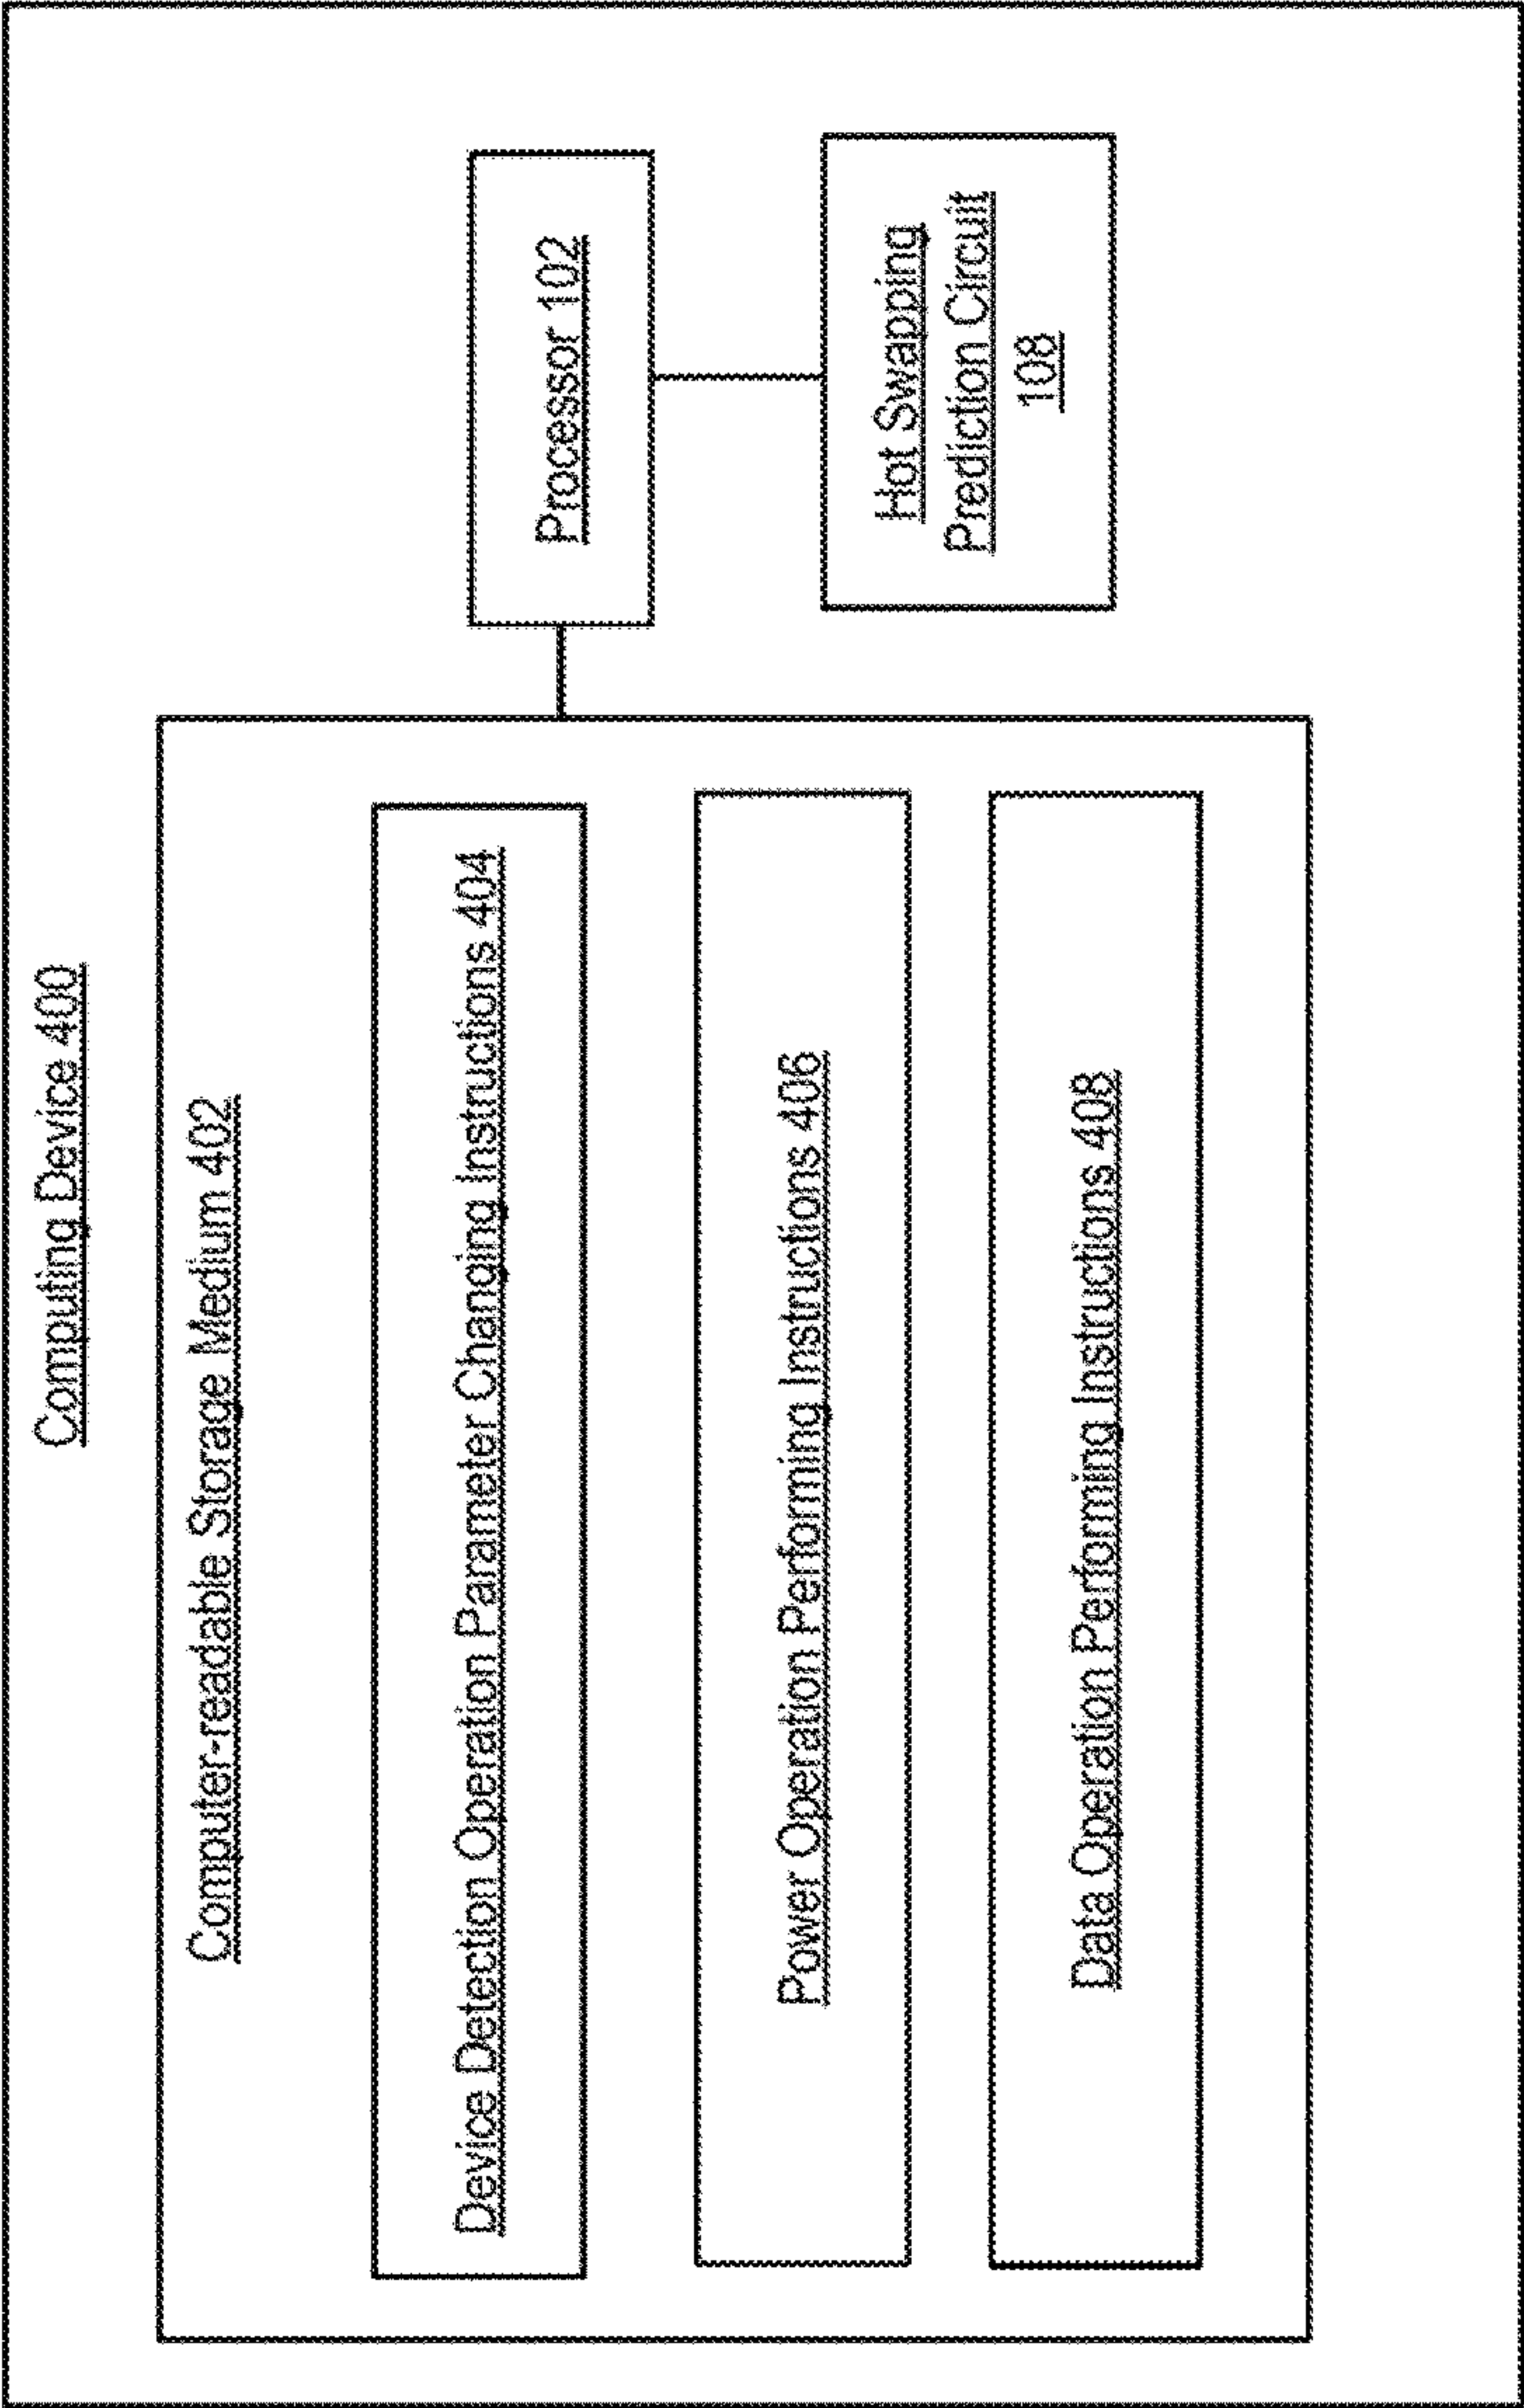 Computing Device 400
Computer-readable Storage Medium 402
Device Detection Operation Parameter Changing Instructions 404
Power Operation Performing Instructions 406
Data Operation Performing Instructions 408
Processor 102
Hot Swapping
Prediction Circuit
108